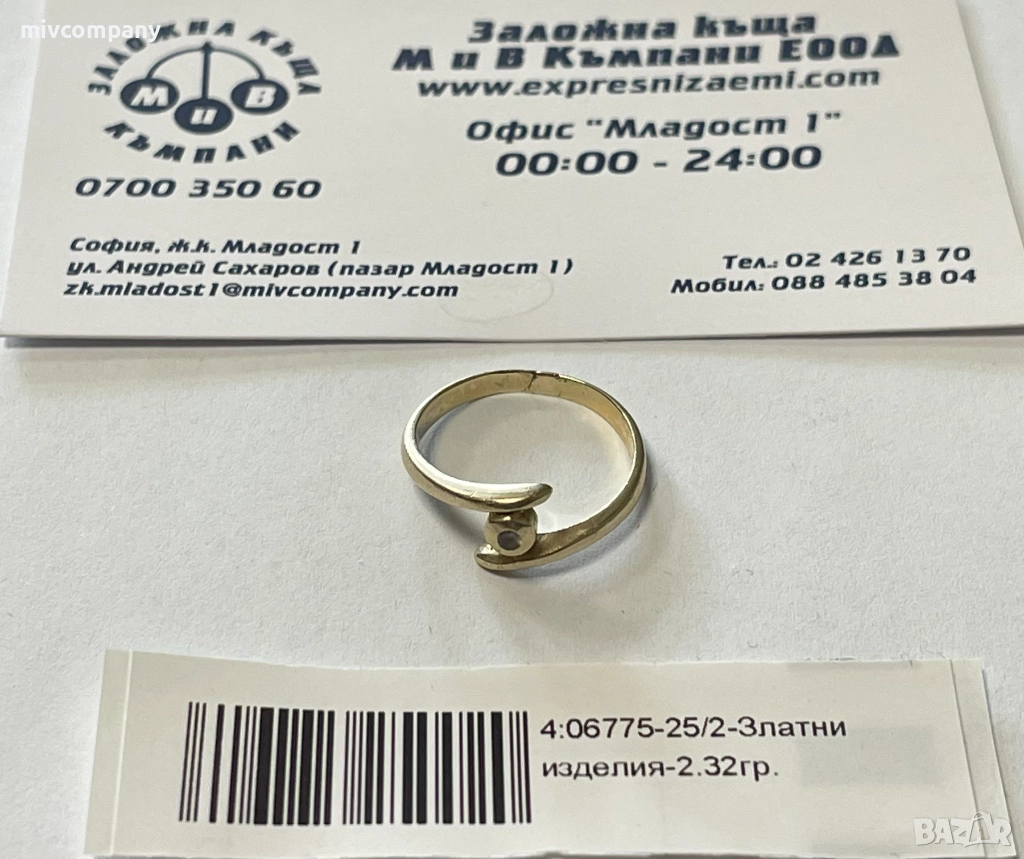 mivcompany
ЗАЛОЖНА КЪЩА
М и В
КЪМПАНИ
0700 350 60
Заложна къща
М и В Къмпани ЕООД
www.expresnizaemi.com
Офис "Младост 1"
00:00 - 24:00
София, ж.к. Младост 1
ул. Андрей Сахаров (пазар Младост 1)
zk.mladost1@mivcompany.com
Тел.: 02 426 13 70
Мобил: 088 485 38 04
4:06775-25/2-Златни
изделия-2.32гр.
BAZAR